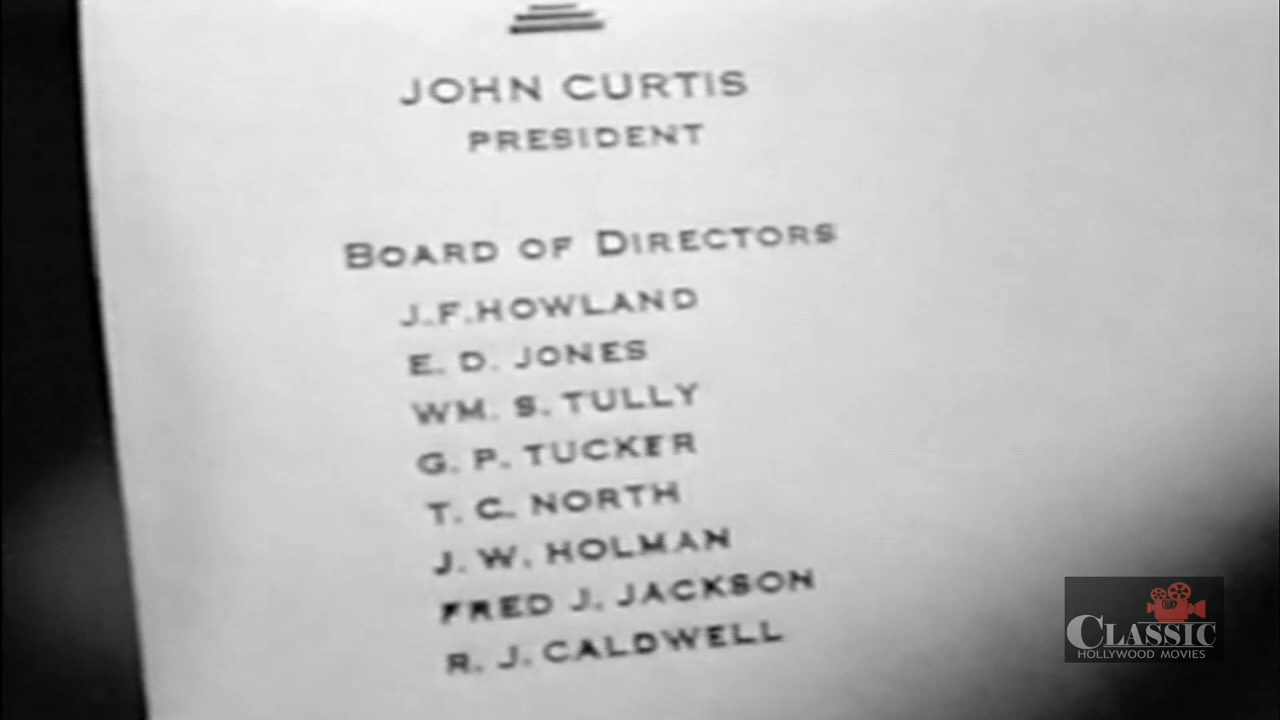 JOHN CURTIS
PRESIDENT
BOARD OF DIRECTORS
J.F.HOWLAND
E. D. JONES
WM. S. TULLY
G. P. TUCKER
T. C. NORTH
J. W. HOLMAN
FRED J. JACKSON
R. J. CALDWELL
CLASSIC
HOLLYWOOD MOVIES